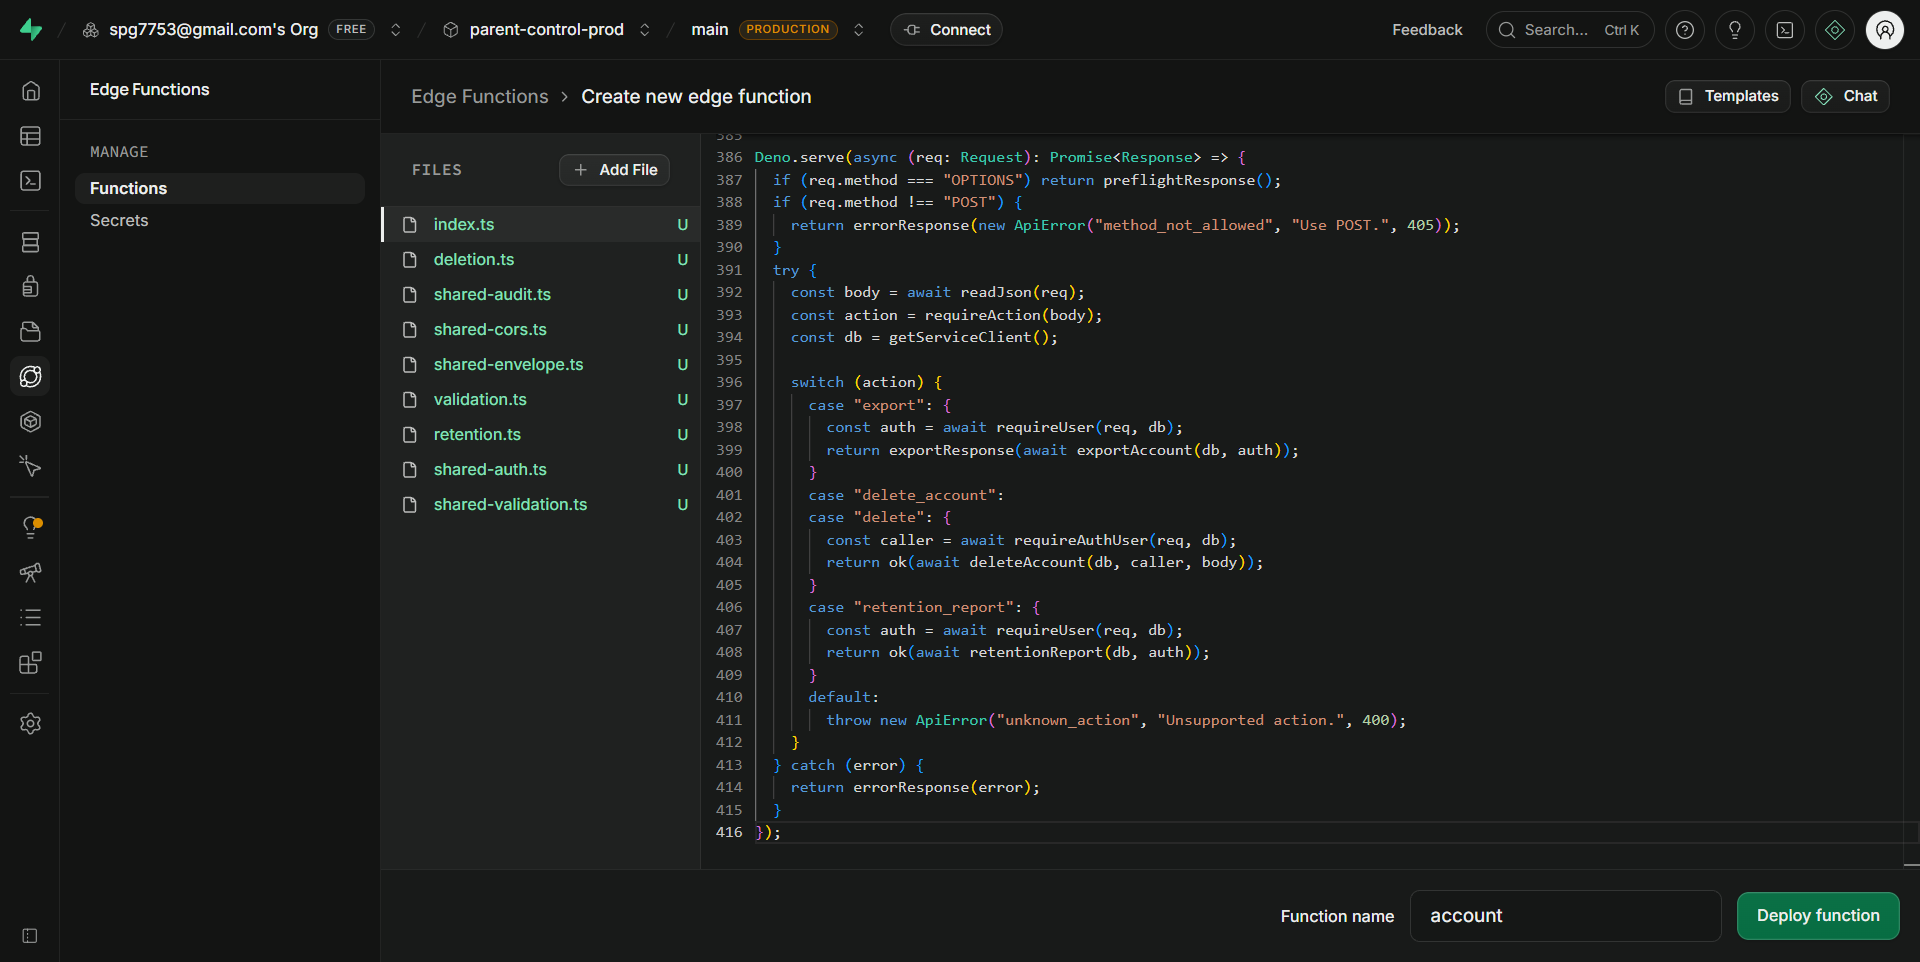 spg7753@gmail.com's Org FREE parent-control-prod main PRODUCTION Connect Feedback Search... Ctrl K
Edge Functions
MANAGE
Functions
Secrets
Edge Functions > Create new edge function Templates Chat
FILES + Add File
index.ts U
deletion.ts U
shared-audit.ts U
shared-cors.ts U
shared-envelope.ts U
validation.ts U
retention.ts U
shared-auth.ts U
shared-validation.ts U
385
386 Deno.serve(async (req: Request): Promise<Response> => {
387 if (req.method === "OPTIONS") return preflightResponse();
388 if (req.method !== "POST") {
389 return errorResponse(new ApiError("method_not_allowed", "Use POST.", 405));
390 }
391 try {
392 const body = await readJson(req);
393 const action = requireAction(body);
394 const db = getServiceClient();
395
396 switch (action) {
397 case "export": {
398 const auth = await requireUser(req, db);
399 return exportResponse(await exportAccount(db, auth));
400 }
401 case "delete_account":
402 case "delete": {
403 const caller = await requireAuthUser(req, db);
404 return ok(await deleteAccount(db, caller, body));
405 }
406 case "retention_report": {
407 const auth = await requireUser(req, db);
408 return ok(await retentionReport(db, auth));
409 }
410 default:
411 throw new ApiError("unknown_action", "Unsupported action.", 400);
412 }
413 } catch (error) {
414 return errorResponse(error);
415 }
416 });
Function name account Deploy function